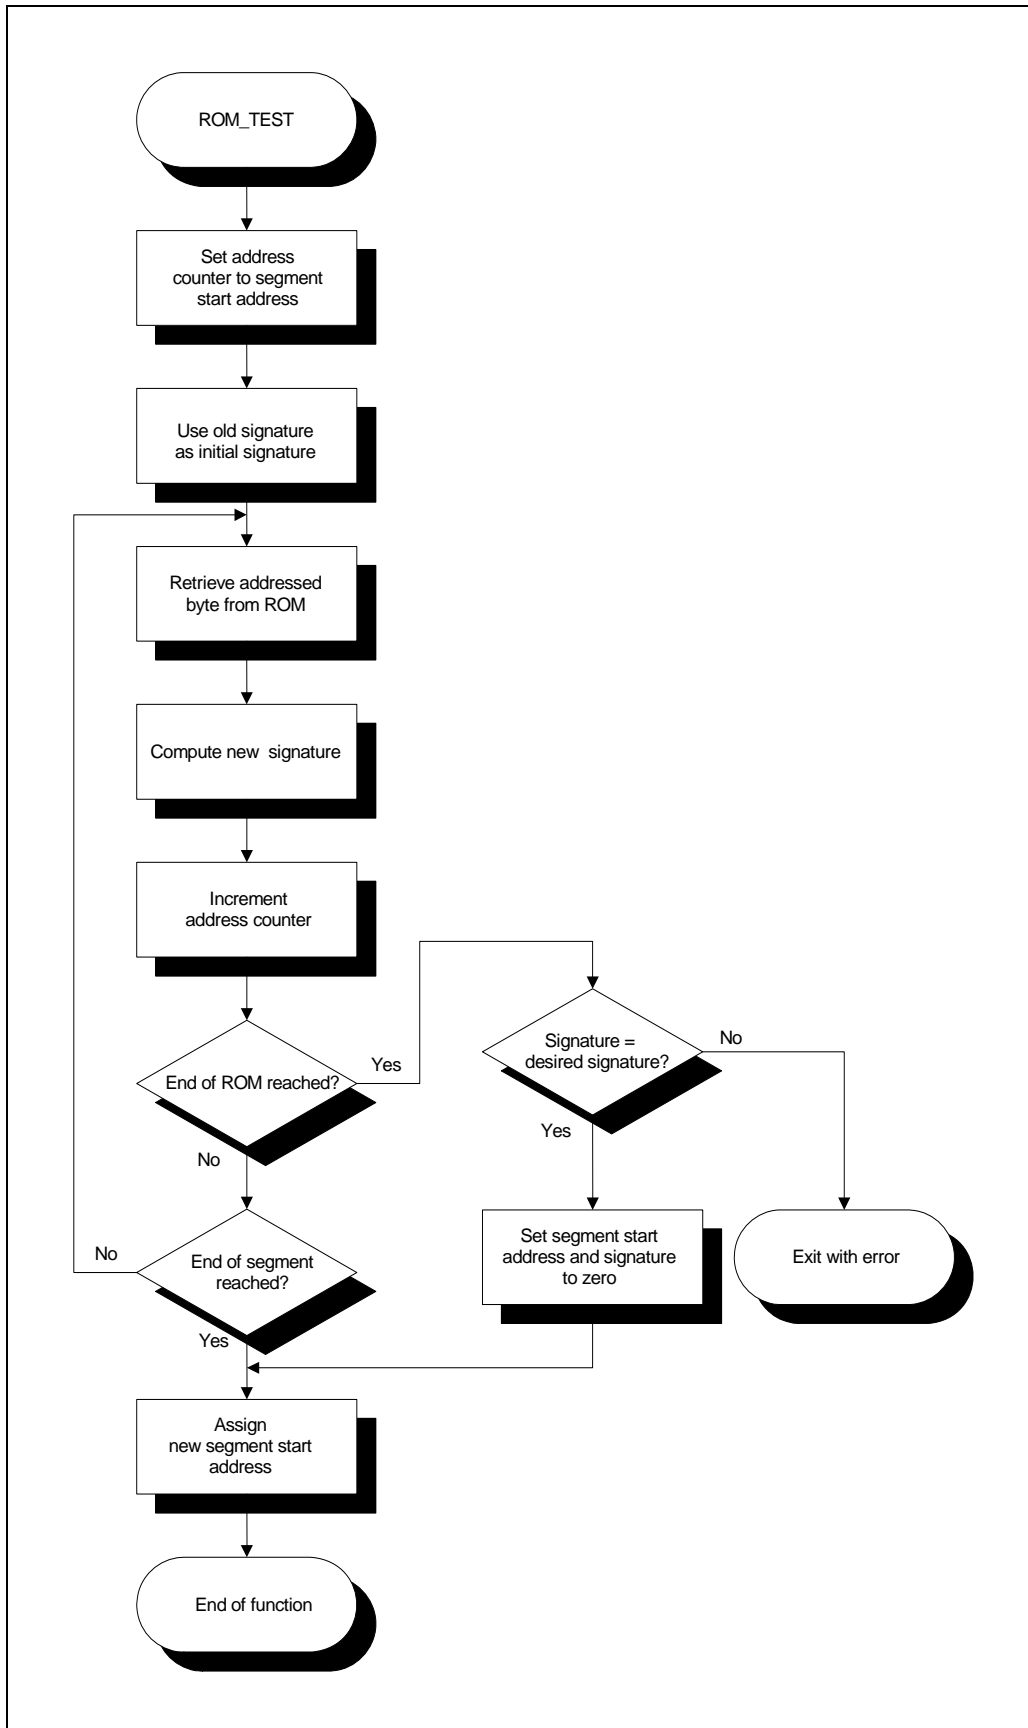 ROM_TEST
Set address
counter to segment
start address
Use old signature
as initial signature
Retrieve addressed
byte from ROM
Compute new signature
Increment
address counter
End of ROM reached?
Yes
No
Signature =
desired signature?
No
Yes
Set segment start
address and signature
to zero
Exit with error
End of segment
reached?
No
Yes
Assign
new segment start
address
End of function